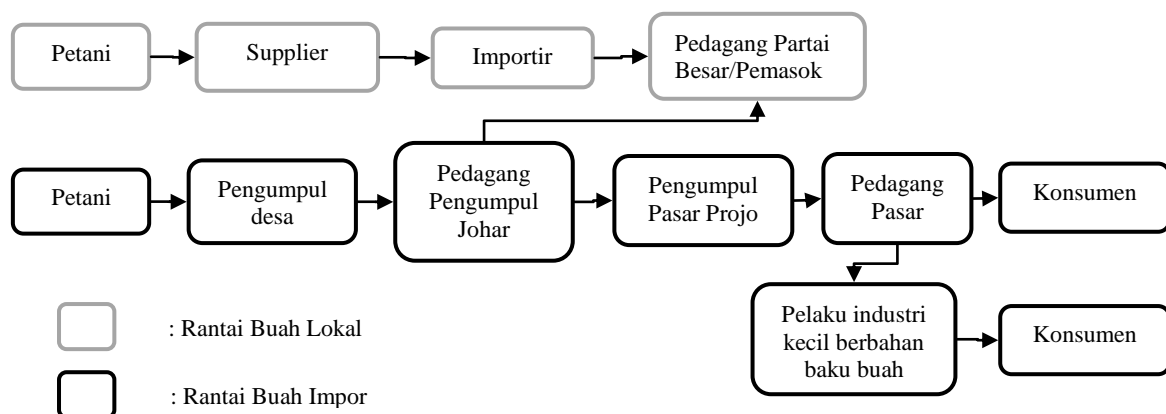 Petani
Supplier
Importir
Pedagang Partai
Besar/Pemasok
Petani
Pengumpul
desa
Pedagang
Pengumpul
Johar
Pengumpul
Pasar Projo
Pedagang
Pasar
Konsumen
Pelaku industri
kecil berbahan
baku buah
Konsumen
: Rantai Buah Lokal
: Rantai Buah Impor